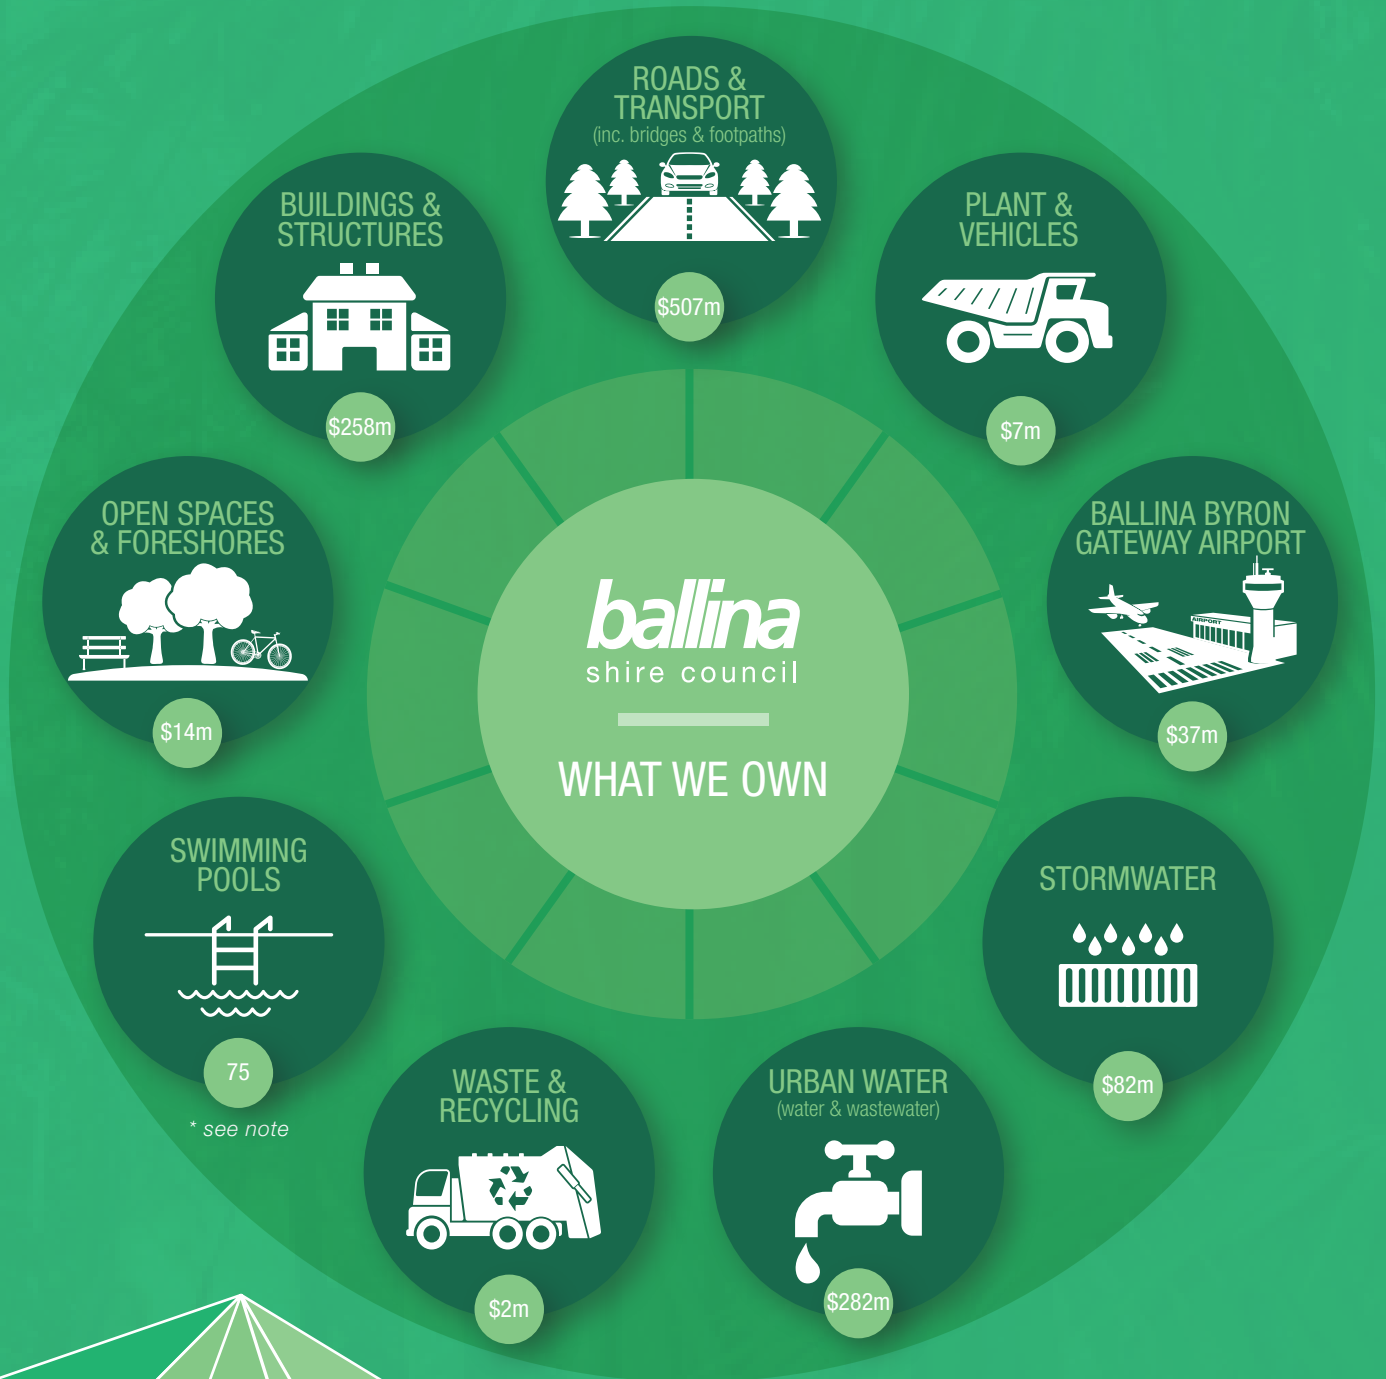 ROADS &
TRANSPORT
(inc. bridges & footpaths)
$507m
BUILDINGS &
STRUCTURES
$258m
PLANT &
VEHICLES
$7m
OPEN SPACES
& FORESHORES
$14m
BALLINA BYRON
GATEWAY AIRPORT
AIRPORT
$37m
ballina
shire council
WHAT WE OWN
SWIMMING
POOLS
75
* see note
STORMWATER
$82m
WASTE &
RECYCLING
$2m
URBAN WATER
(water & wastewater)
$282m